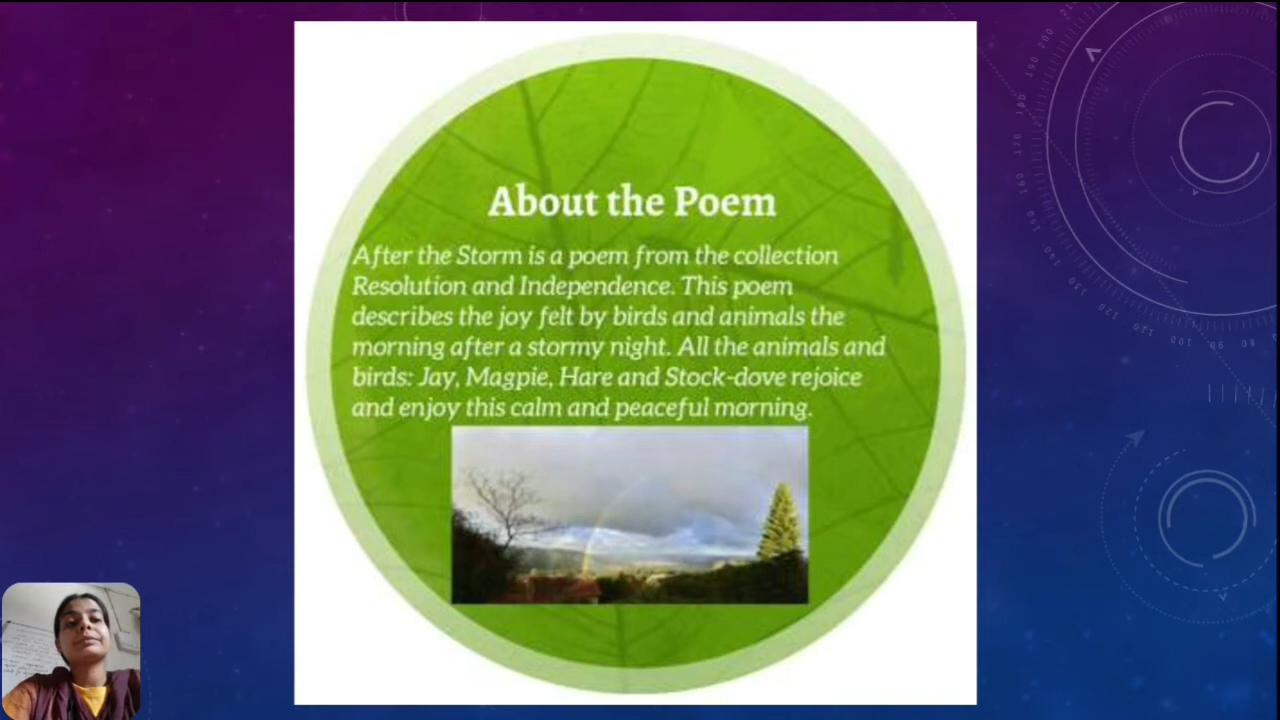 About the Poem
After the Storm is a poem from the collection
Resolution and Independence. This poem
describes the joy felt by birds and animals the
morning after a stormy night. All the animals and
birds: Jay, Magpie, Hare and Stock-dove rejoice
and enjoy this calm and peaceful morning.